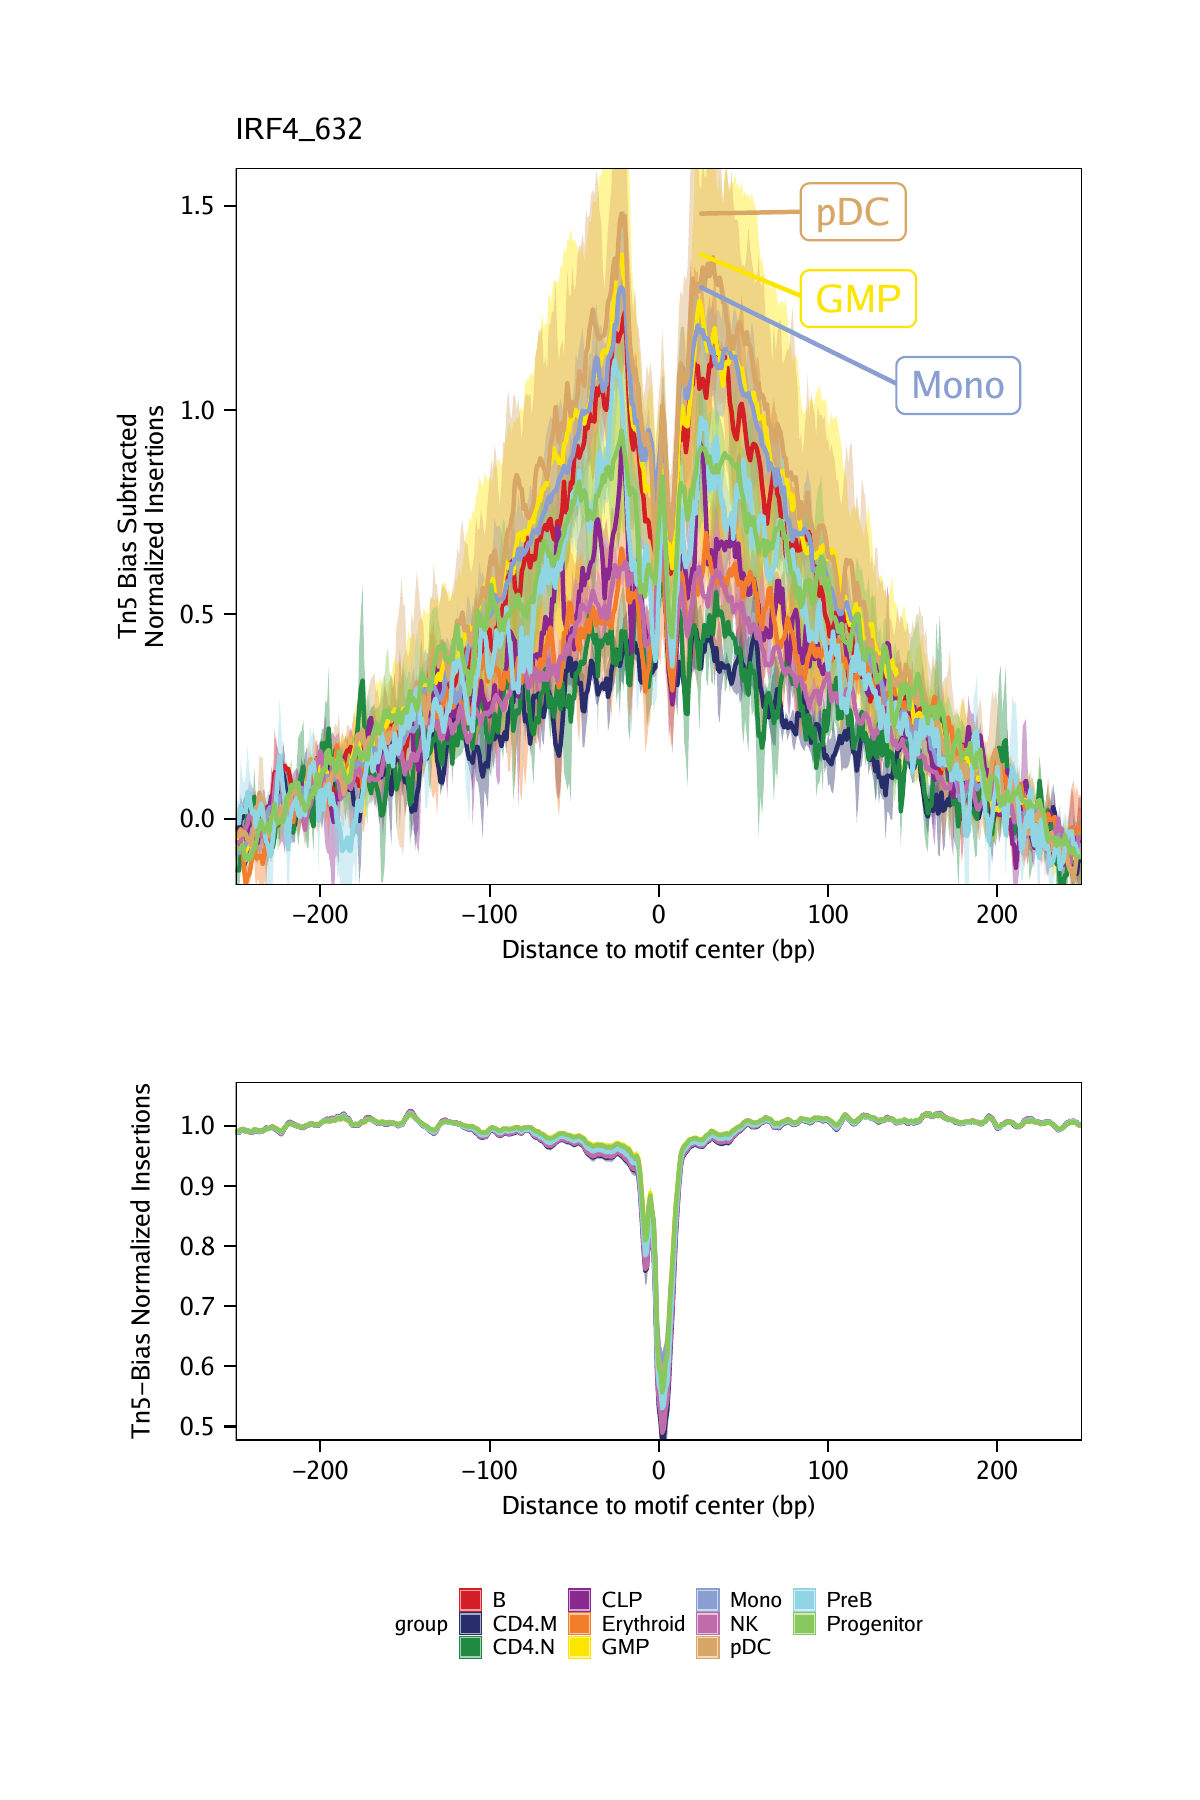 IRF4_632
Tn5 Bias Subtracted
Normalized Insertions
1.5
1.0
0.5
0.0
pDC
GMP
Mono
−200 −100 0 100 200
Distance to motif center (bp)
Tn5−Bias Normalized Insertions
1.0
0.9
0.8
0.7
0.6
0.5
−200 −100 0 100 200
Distance to motif center (bp)
group
B CLP Mono PreB
CD4.M Erythroid NK Progenitor
CD4.N GMP pDC